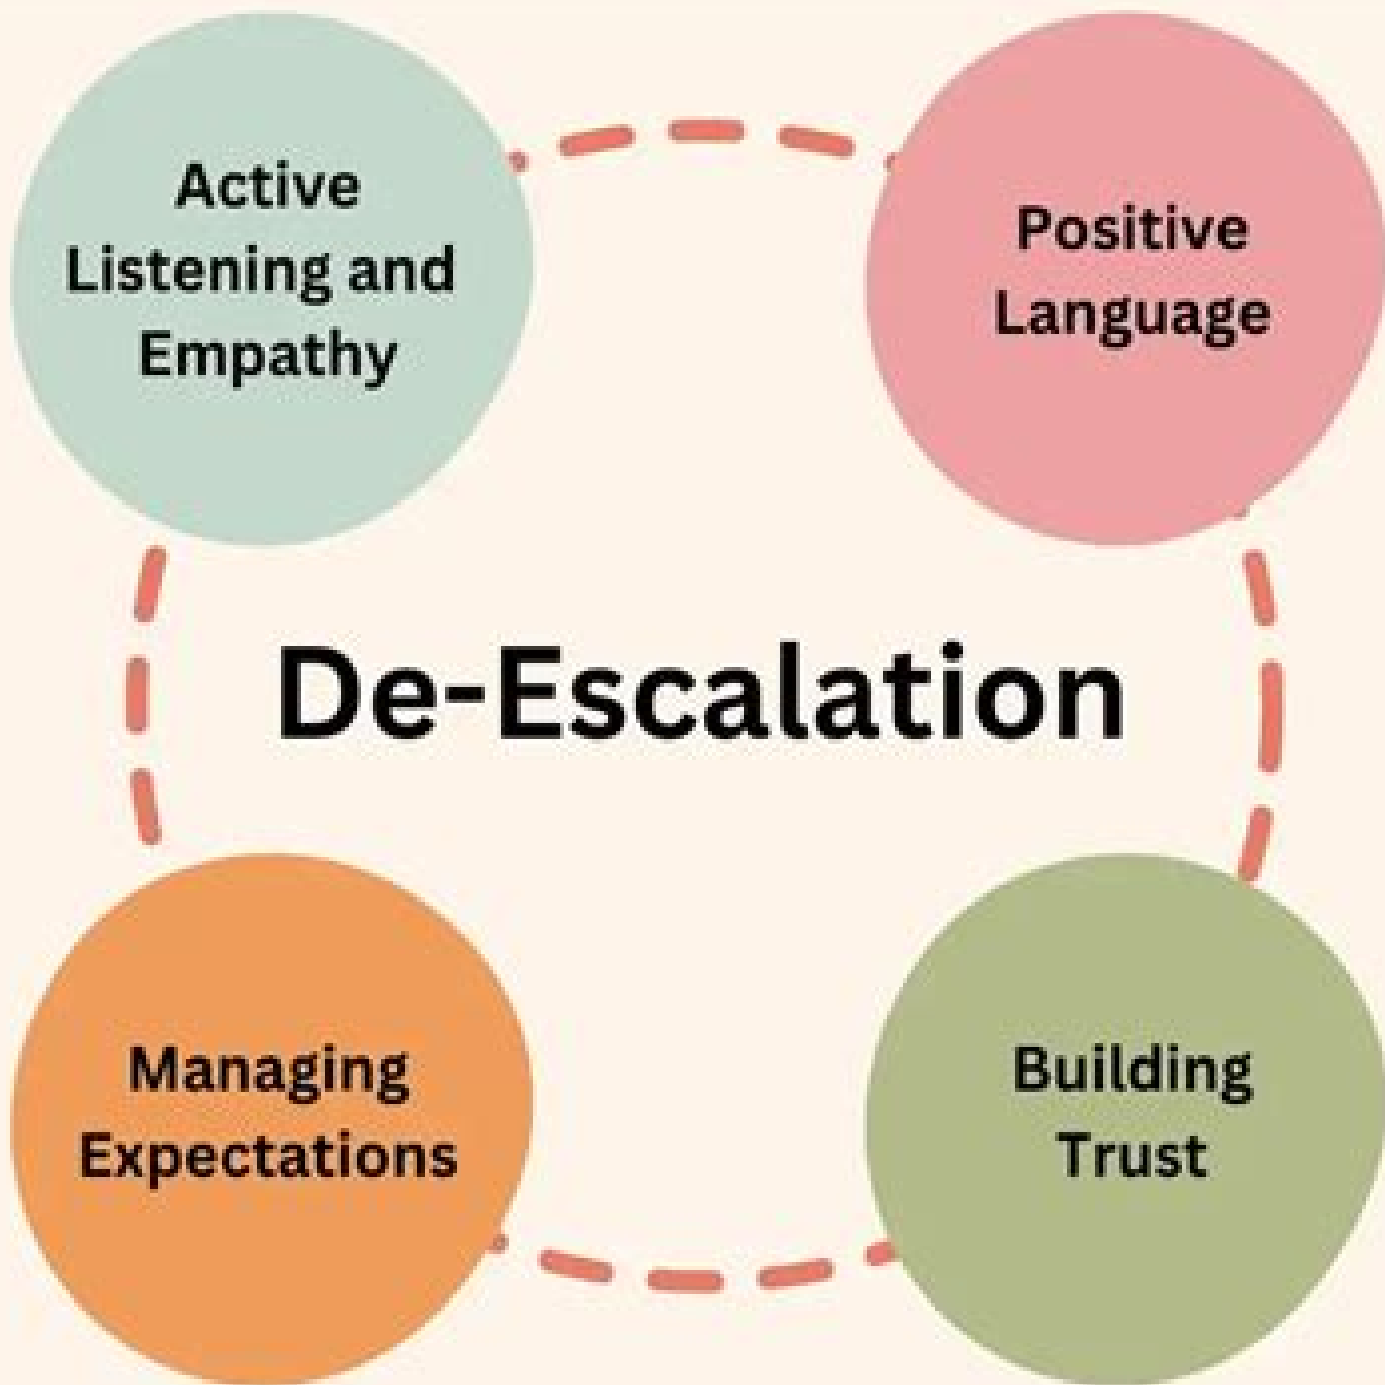 Active
Listening and
Empathy
Positive
Language
De-Escalation
Managing
Expectations
Building
Trust